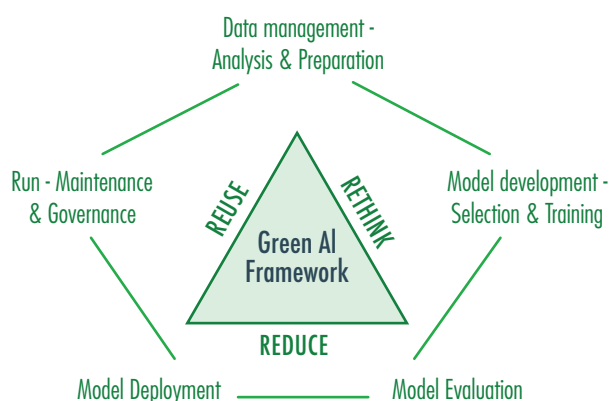 Data management -
Analysis & Preparation
Run - Maintenance
& Governance
REUSE
RETHINK
Model development -
Selection & Training
Green AI
Framework
REDUCE
Model Deployment
Model Evaluation